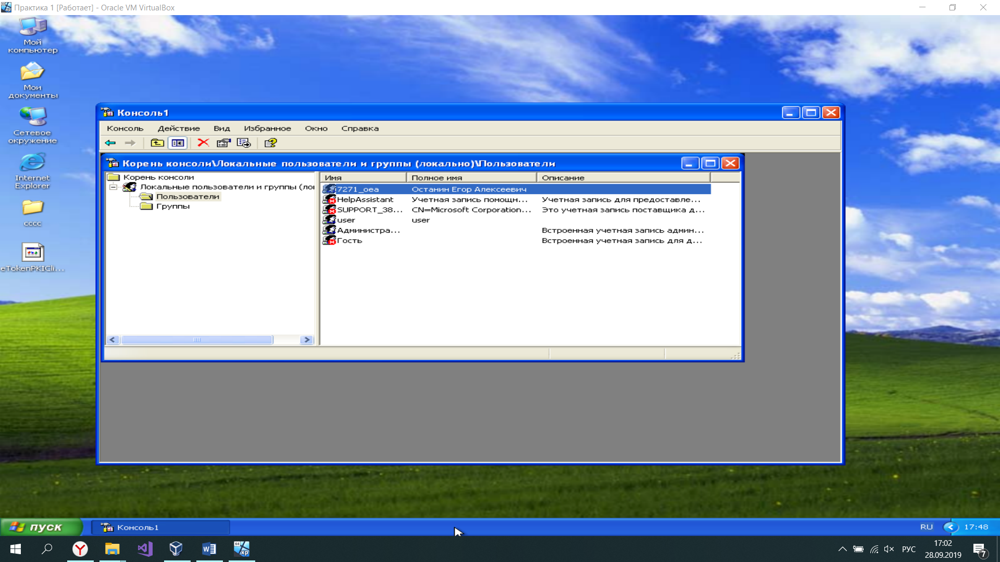 Практика 1 [Работает] - Oracle VM VirtualBox
Мой
компьютер
Мои
документы
Сетевое
окружение
Internet
Explorer
сссс
eTokenPKICli...
Консоль1
Консоль Действие Вид Избранное Окно Справка
Корень консоли\Локальные пользователи и группы (локально)\Пользователи
Корень консоли
Локальные пользователи и группы (ло
Пользователи
Группы
Имя Полное имя Описание
7271_oea Останин Егор Алексеевич
HelpAssistant Учетная запись помощн... Учетная запись для предоставле...
SUPPORT_38... CN=Microsoft Corporation... Это учетная запись поставщика д...
user user
Администра... Встроенная учетная запись админ...
Гость Встроенная учетная запись для д...
пуск
Консоль1
RU
17:48
РУС
17:02
28.09.2019
7